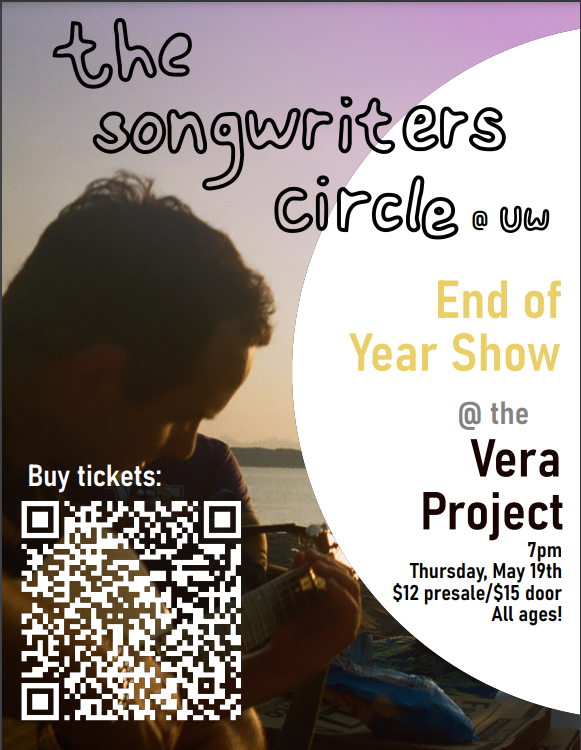 the
songwriters
circle @ UW
End of
Year Show
@ the
Vera
Project
7pm
Thursday, May 19th
$12 presale/$15 door
All ages!
Buy tickets: